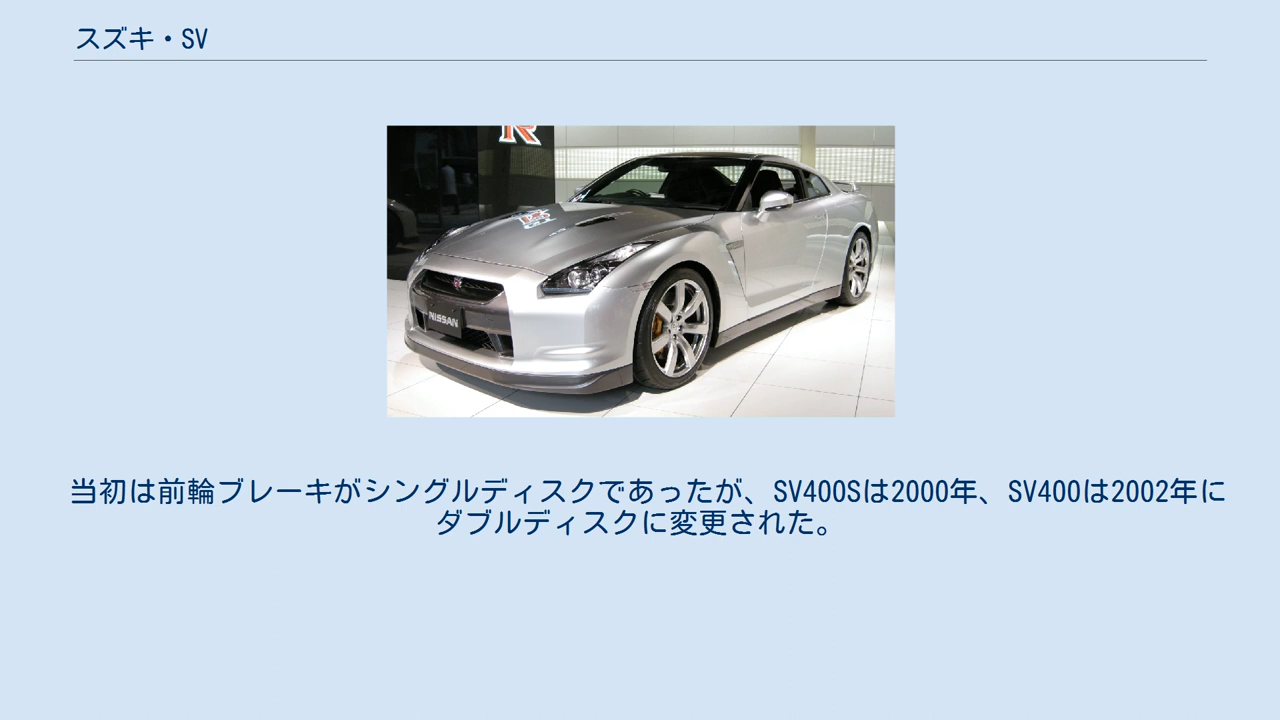 スズキ・SV
R
NISSAN
当初は前輪ブレーキがシングルディスクであったが、SV400Sは2000年、SV400は2002年に
ダブルディスクに変更された。